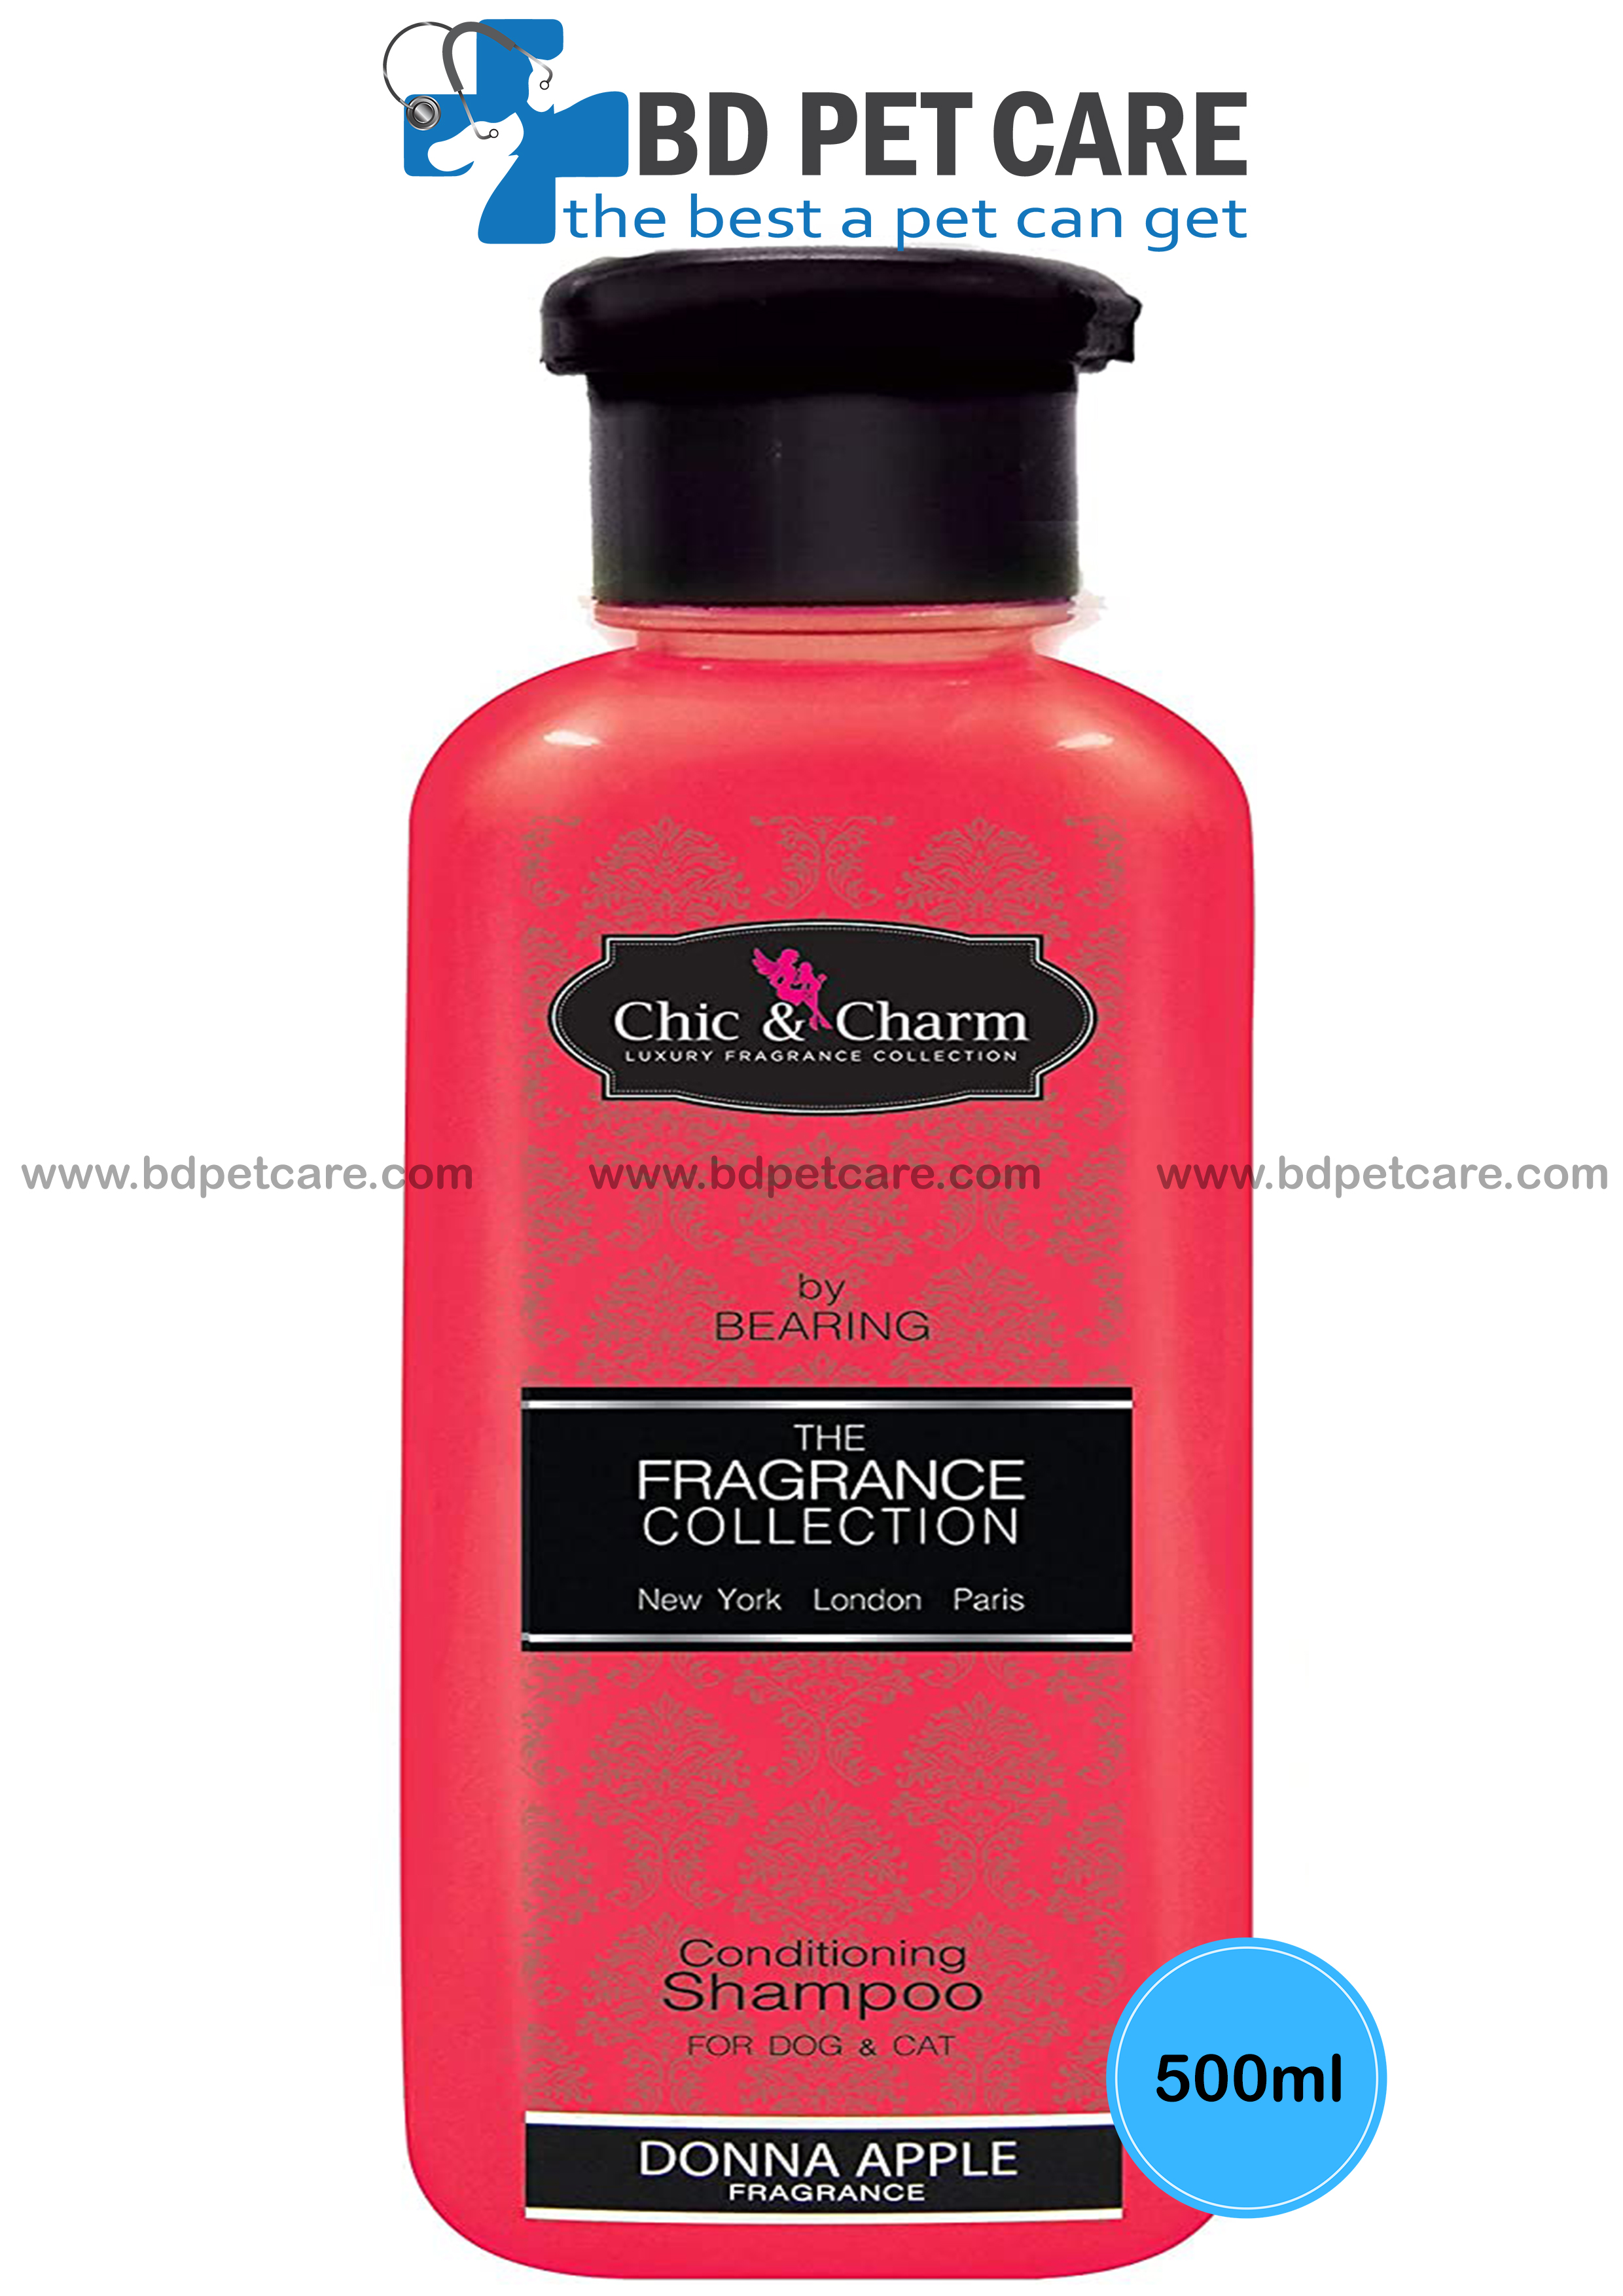 BD PET CARE
the best a pet can get
Chic & Charm
LUXURY FRAGRANCE COLLECTION
www.bdpetcare.com www.bdpetcare.com www.bdpetcare.com
by
BEARING
THE
FRAGRANCE
COLLECTION
New York London Paris
Conditioning
Shampoo
FOR DOG & CAT
500ml
DONNA APPLE
FRAGRANCE